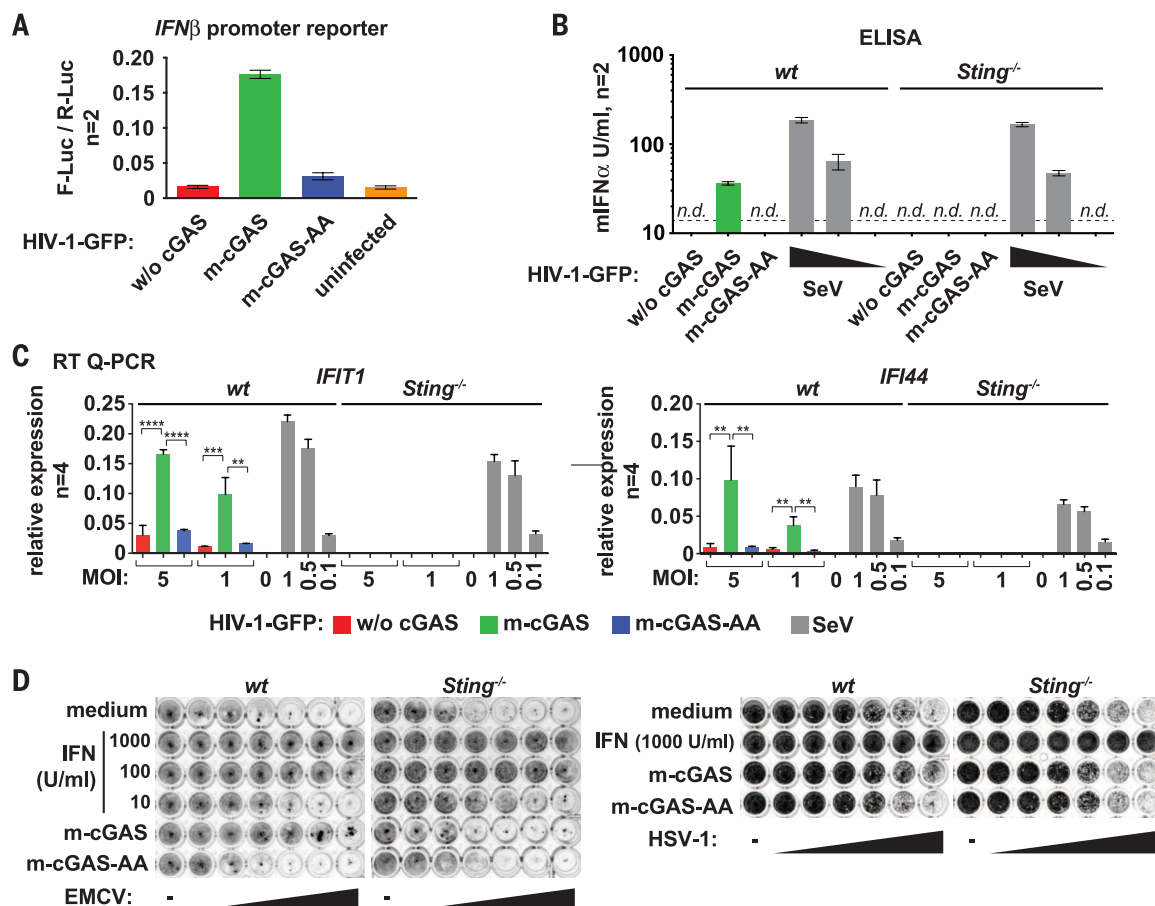 A
IFNβ promoter reporter
F-Luc / R-Luc
n=2
0.20
0.15
0.10
0.05
0
HIV-1-GFP:
w/o cGAS
m-cGAS
m-cGAS-AA
uninfected
B
ELISA
wt
Sting-/-
mIFNα U/ml, n=2
1000
100
10
n.d.
n.d.
n.d.
n.d.
n.d.
n.d.
n.d.
HIV-1-GFP:
w/o cGAS
m-cGAS
m-cGAS-AA
SeV
w/o cGAS
m-cGAS
m-cGAS-AA
SeV
C
RT Q-PCR
IFIT1
wt
Sting-/-
relative expression
n=4
0.25
0.20
0.15
0.10
0.05
0
****
****
***
**
MOI:
5
1
0
1
0.5
0.1
5
1
0
1
0.5
0.1
IFI44
wt
Sting-/-
relative expression
n=4
0.25
0.20
0.15
0.10
0.05
0
**
**
**
**
MOI:
5
1
0
1
0.5
0.1
5
1
0
1
0.5
0.1
HIV-1-GFP: w/o cGAS m-cGAS m-cGAS-AA SeV
D
wt
Sting-/-
medium
IFN
(U/ml)
1000
100
10
m-cGAS
m-cGAS-AA
EMCV:
-
-
wt
Sting-/-
medium
IFN (1000 U/ml)
m-cGAS
m-cGAS-AA
HSV-1:
-
-